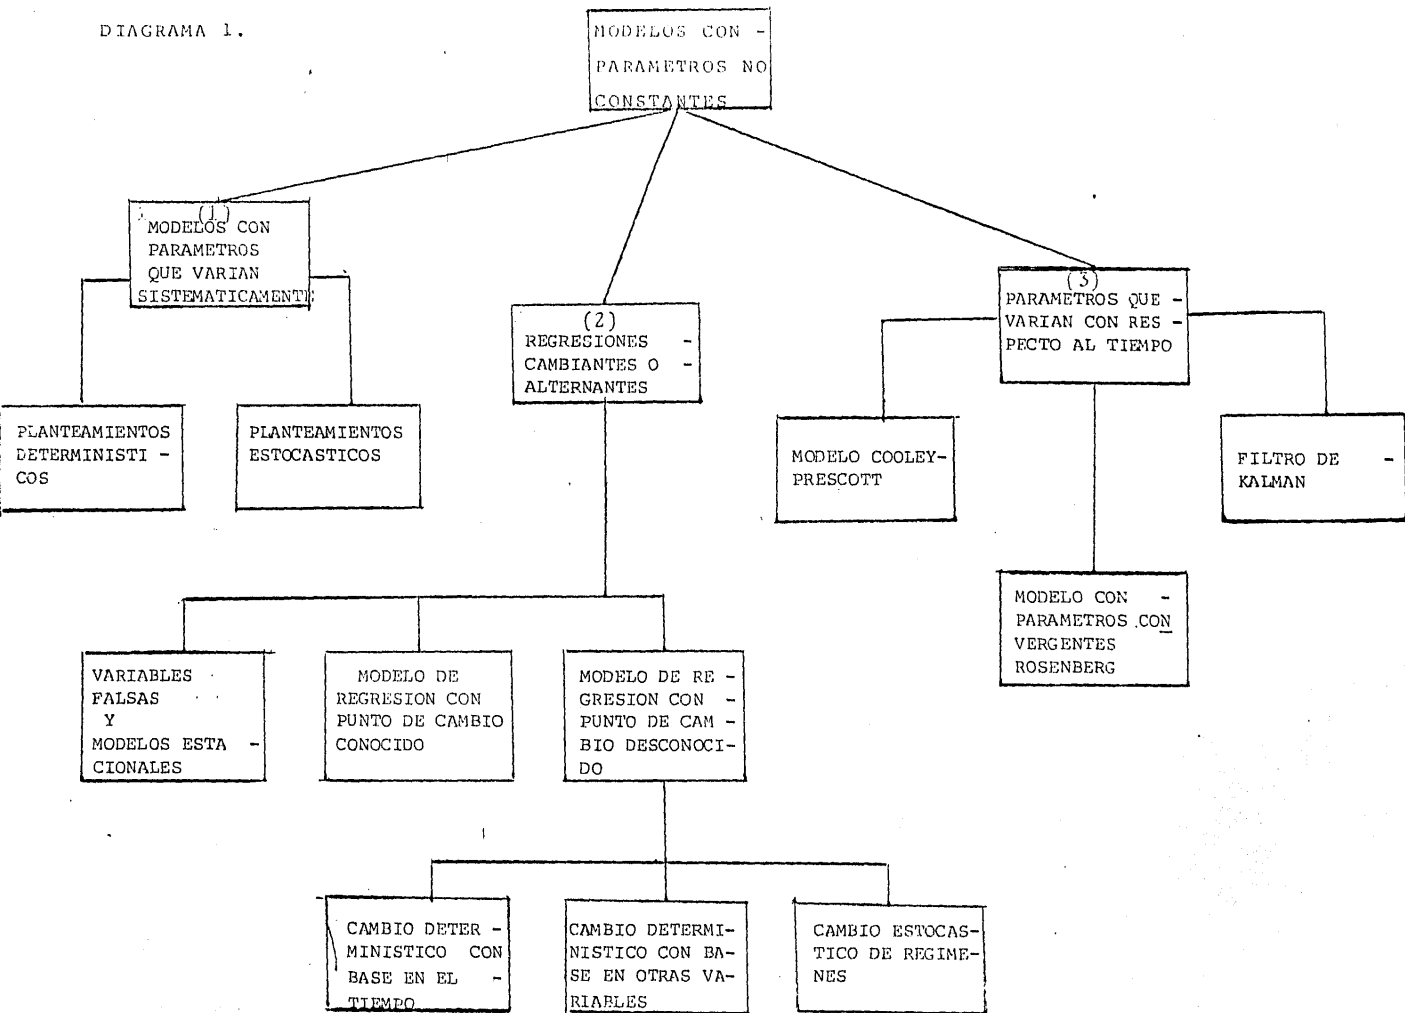 DIAGRAMA 1.
MODELOS CON -
PARAMETROS NO
CONSTANTES
(1)
MODELOS CON
PARAMETROS
QUE VARIAN
SISTEMATICAMENTE
(2)
REGRESIONES -
CAMBIANTES O -
ALTERNANTES
(3)
PARAMETROS QUE -
VARIAN CON RES -
PECTO AL TIEMPO
PLANTEAMIENTOS
DETERMINISTI -
COS
PLANTEAMIENTOS
ESTOCASTICOS
MODELO COOLEY-
PRESCOTT
FILTRO DE -
KALMAN
MODELO CON -
PARAMETROS CON
VERGENTES
ROSENBERG
VARIABLES
FALSAS
Y
MODELOS ESTA -
CIONALES
MODELO DE
REGRESION CON
PUNTO DE CAMBIO
CONOCIDO
MODELO DE RE -
GRESION CON -
PUNTO DE CAM -
BIO DESCONOCI-
DO
CAMBIO DETER -
MINISTICO CON
BASE EN EL -
TIEMPO
CAMBIO DETERMI-
NISTICO CON BA-
SE EN OTRAS VA-
RIABLES
CAMBIO ESTOCAS-
TICO DE REGIME-
NES